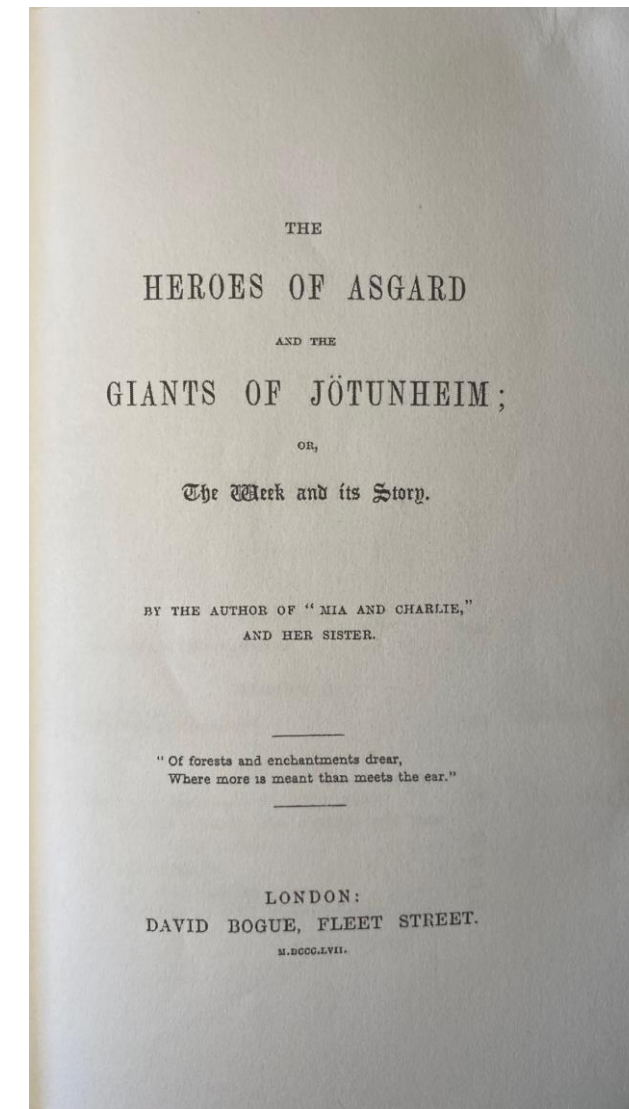 THE
HEROES OF ASGARD
AND THE
GIANTS OF JÖTUNHEIM;
OR,
The Week and its Story.
BY THE AUTHOR OF "MIA AND CHARLIE,"
AND HER SISTER.
"Of forests and enchantments drear,
Where more is meant than meets the ear."
LONDON:
DAVID BOGUE, FLEET STREET.
M.DCCC.LVII.